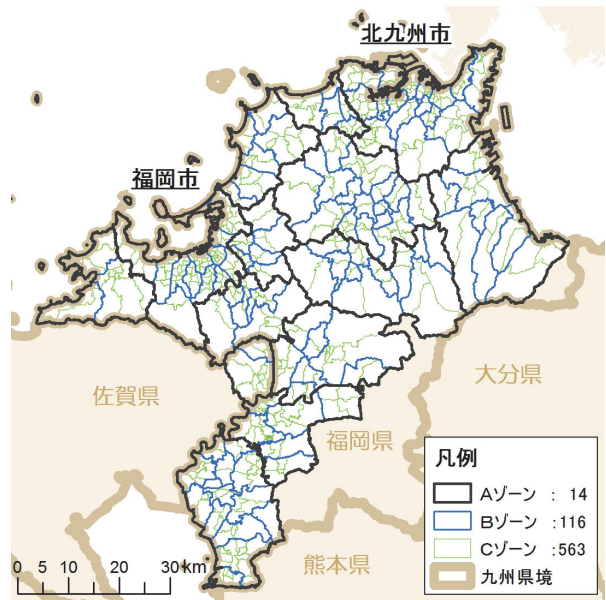 北九州市
福岡市
佐賀県
大分県
福岡県
熊本県
凡例
Aゾーン : 14
Bゾーン :116
Cゾーン :563
九州県境
0 5 10 20 30 km